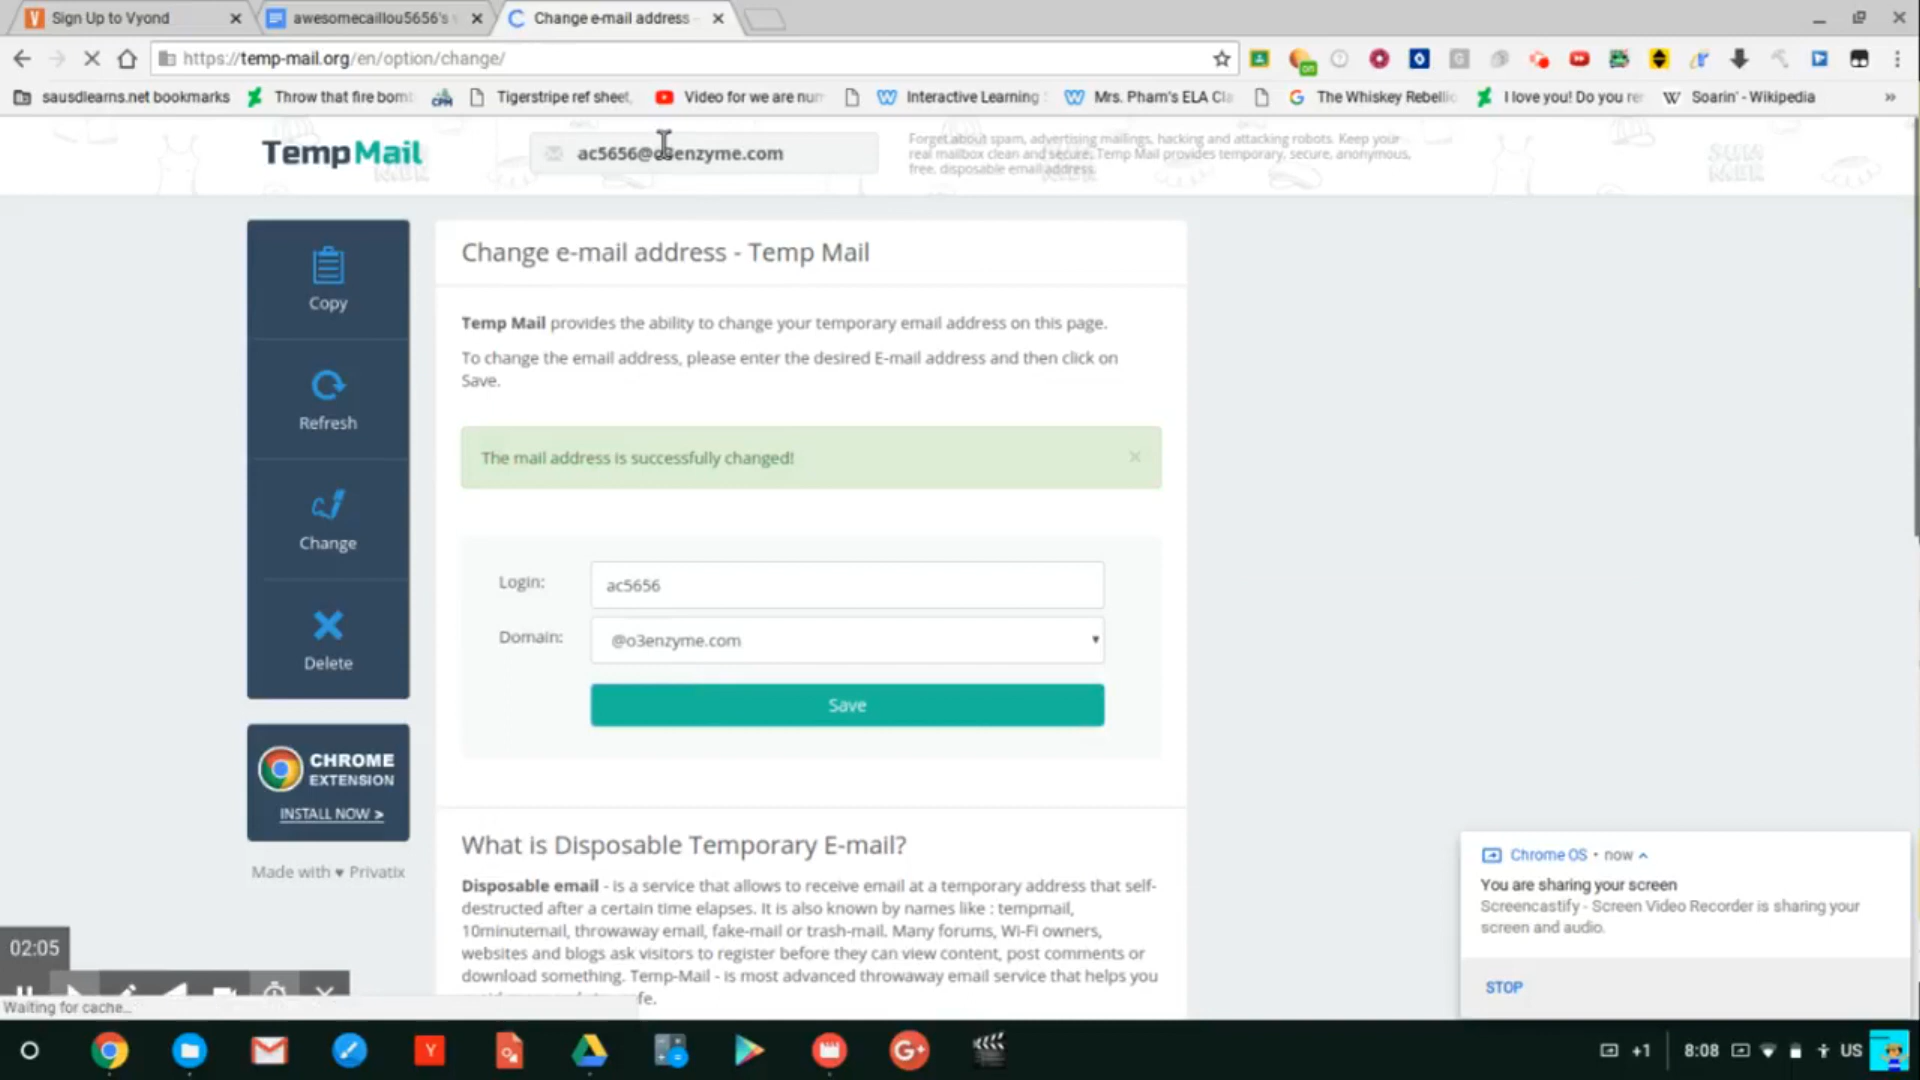 Sign Up to Vyond
awesomecaillou5656's
Change e-mail address -
https://temp-mail.org/en/option/change/
sausdlearns.net bookmarks
Throw that fire bom
Tigerstripe ref sheet,
Video for we are num
Interactive Learning
Mrs. Pham's ELA Cla
The Whiskey Rebelli
I love you! Do you re
Soarin' - Wikipedia
TempMail
ac5656@o3enzyme.com
Forget about spam, advertising mailings, hacking and attacking robots. Keep your
real mailbox clean and secure. Temp Mail provides temporary, secure, anonymous,
free, disposable email address.
Copy
Refresh
Change
Delete
CHROME
EXTENSION
INSTALL NOW >
Made with ♥ Privatix
Change e-mail address - Temp Mail
Temp Mail provides the ability to change your temporary email address on this page.
To change the email address, please enter the desired E-mail address and then click on
Save.
The mail address is successfully changed!
Login:
ac5656
Domain:
@o3enzyme.com
Save
What is Disposable Temporary E-mail?
Disposable email - is a service that allows to receive email at a temporary address that self-
destructed after a certain time elapses. It is also known by names like : tempmail,
10minutemail, throwaway email, fake-mail or trash-mail. Many forums, Wi-Fi owners,
websites and blogs ask visitors to register before they can view content, post comments or
download something. Temp-Mail - is most advanced throwaway email service that helps you
fe.
02:05
Waiting for cache...
Chrome OS • now
You are sharing your screen
Screencastify - Screen Video Recorder is sharing your
screen and audio.
STOP
+1
8:08
US